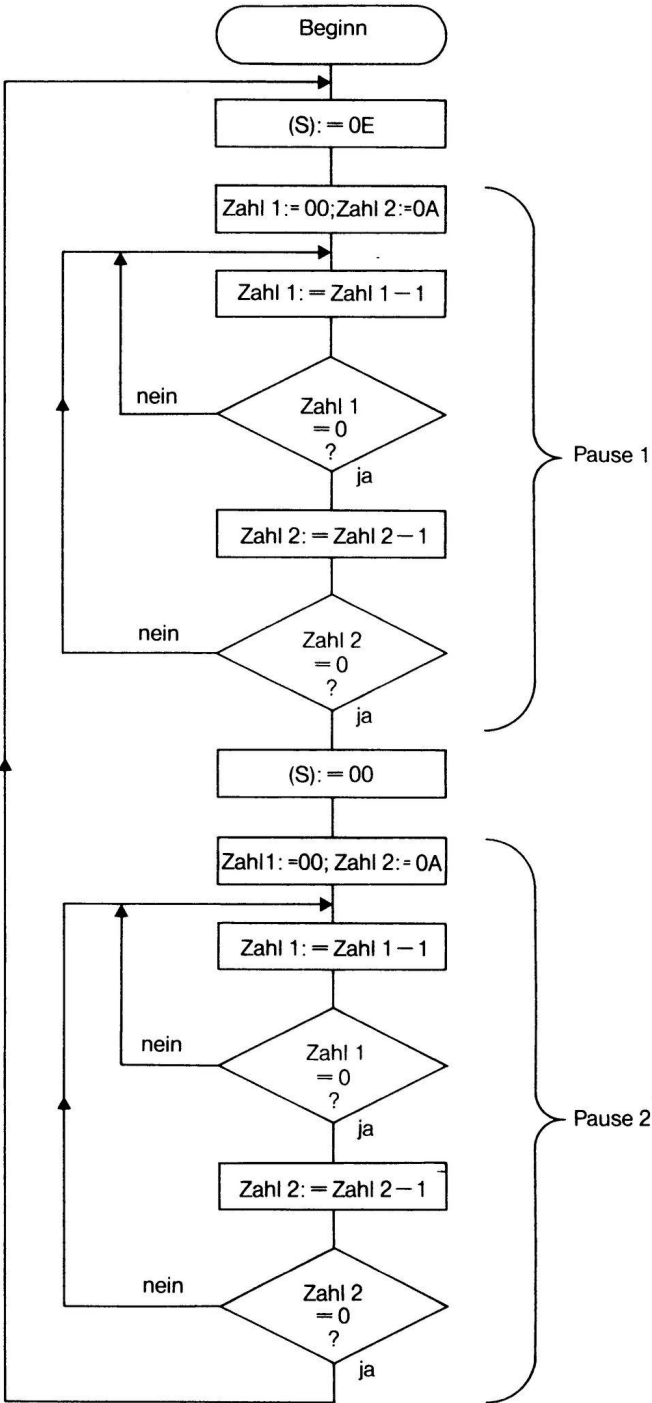 Beginn
(S): = 0E
Zahl 1:= 00; Zahl 2:= 0A
Zahl 1: = Zahl 1 − 1
nein
Zahl 1
= 0
?
ja
Pause 1
Zahl 2: = Zahl 2 − 1
nein
Zahl 2
= 0
?
ja
(S): = 00
Zahl1: =00; Zahl 2:= 0A
Zahl 1: = Zahl 1 − 1
nein
Zahl 1
= 0
?
ja
Pause 2
Zahl 2: = Zahl 2 − 1
nein
Zahl 2
= 0
?
ja